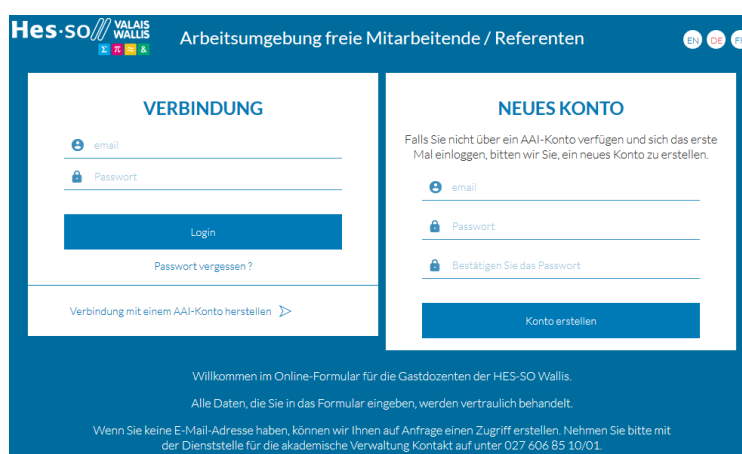 Hes·so VALAIS
WALLIS
Σ π ≈ &
Arbeitsumgebung freie Mitarbeitende / Referenten
EN DE
VERBINDUNG
email
Passwort
Login
Passwort vergessen ?
Verbindung mit einem AAI-Konto herstellen
NEUES KONTO
Falls Sie nicht über ein AAI-Konto verfügen und sich das erste
Mal einloggen, bitten wir Sie, ein neues Konto zu erstellen.
email
Passwort
Bestätigen Sie das Passwort
Konto erstellen
Willkommen im Online-Formular für die Gastdozenten der HES-SO Wallis.
Alle Daten, die Sie in das Formular eingeben, werden vertraulich behandelt.
Wenn Sie keine E-Mail-Adresse haben, können wir Ihnen auf Anfrage einen Zugriff erstellen. Nehmen Sie bitte mit
der Dienststelle für die akademische Verwaltung Kontakt auf unter 027 606 85 10/01.